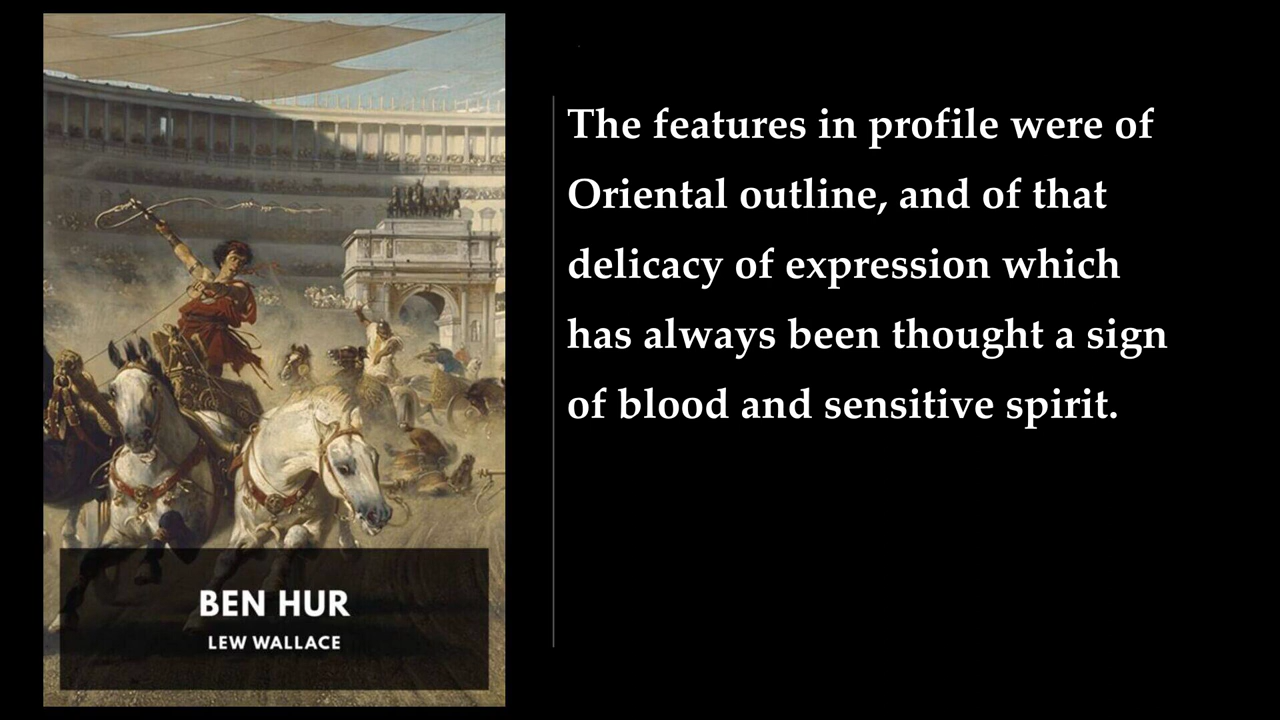 The features in profile were of
Oriental outline, and of that
delicacy of expression which
has always been thought a sign
of blood and sensitive spirit.
BEN HUR
LEW WALLACE